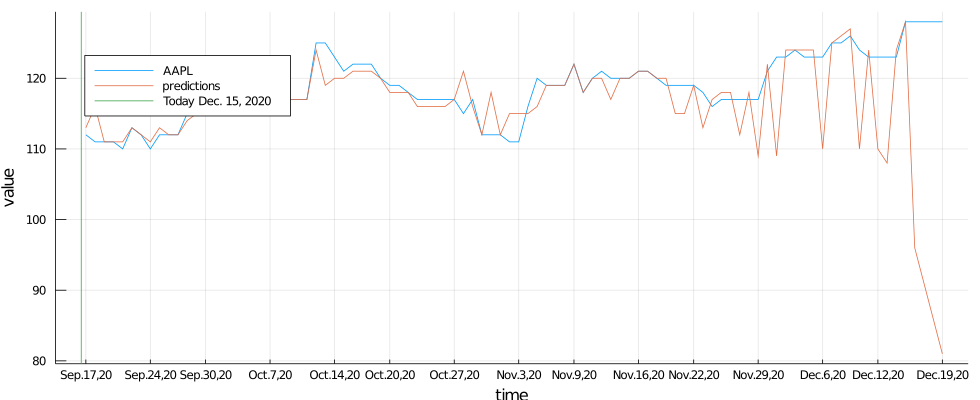 AAPL
predictions
Today Dec. 15, 2020
120
110
100
90
80
value
Sep.17,20 Sep.24,20 Sep.30,20 Oct.7,20 Oct.14,20 Oct.20,20 Oct.27,20 Nov.3,20 Nov.9,20 Nov.16,20 Nov.22,20 Nov.29,20 Dec.6,20 Dec.12,20 Dec.19,20
time